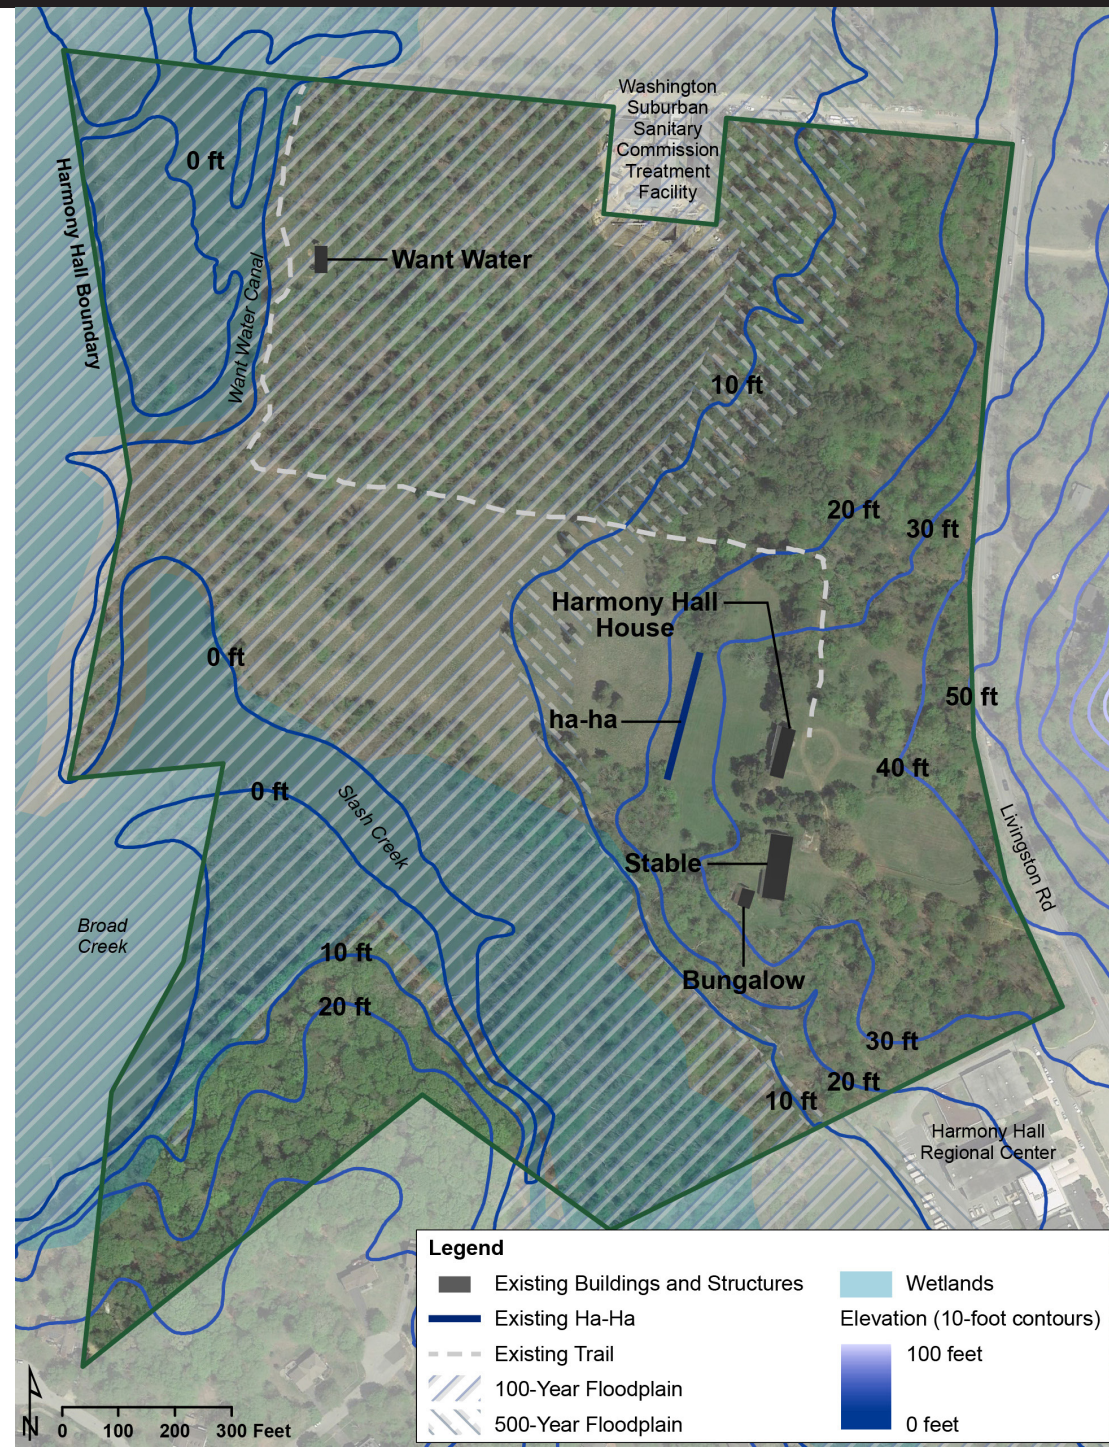 Washington
Suburban
Sanitary
Commission
Treatment
Facility
0 ft
Harmony Hall Boundary
Want Water Canal
Want Water
10 ft
20 ft
30 ft
Harmony Hall
House
0 ft
ha-ha
50 ft
40 ft
0 ft
Slash Creek
Livingston Rd
Stable
Broad
Creek
10 ft
Bungalow
20 ft
30 ft
20 ft
10 ft
Harmony Hall
Regional Center
Legend
Existing Buildings and Structures
Existing Ha-Ha
Existing Trail
100-Year Floodplain
500-Year Floodplain
Wetlands
Elevation (10-foot contours)
100 feet
0 feet
N
0 100 200 300 Feet